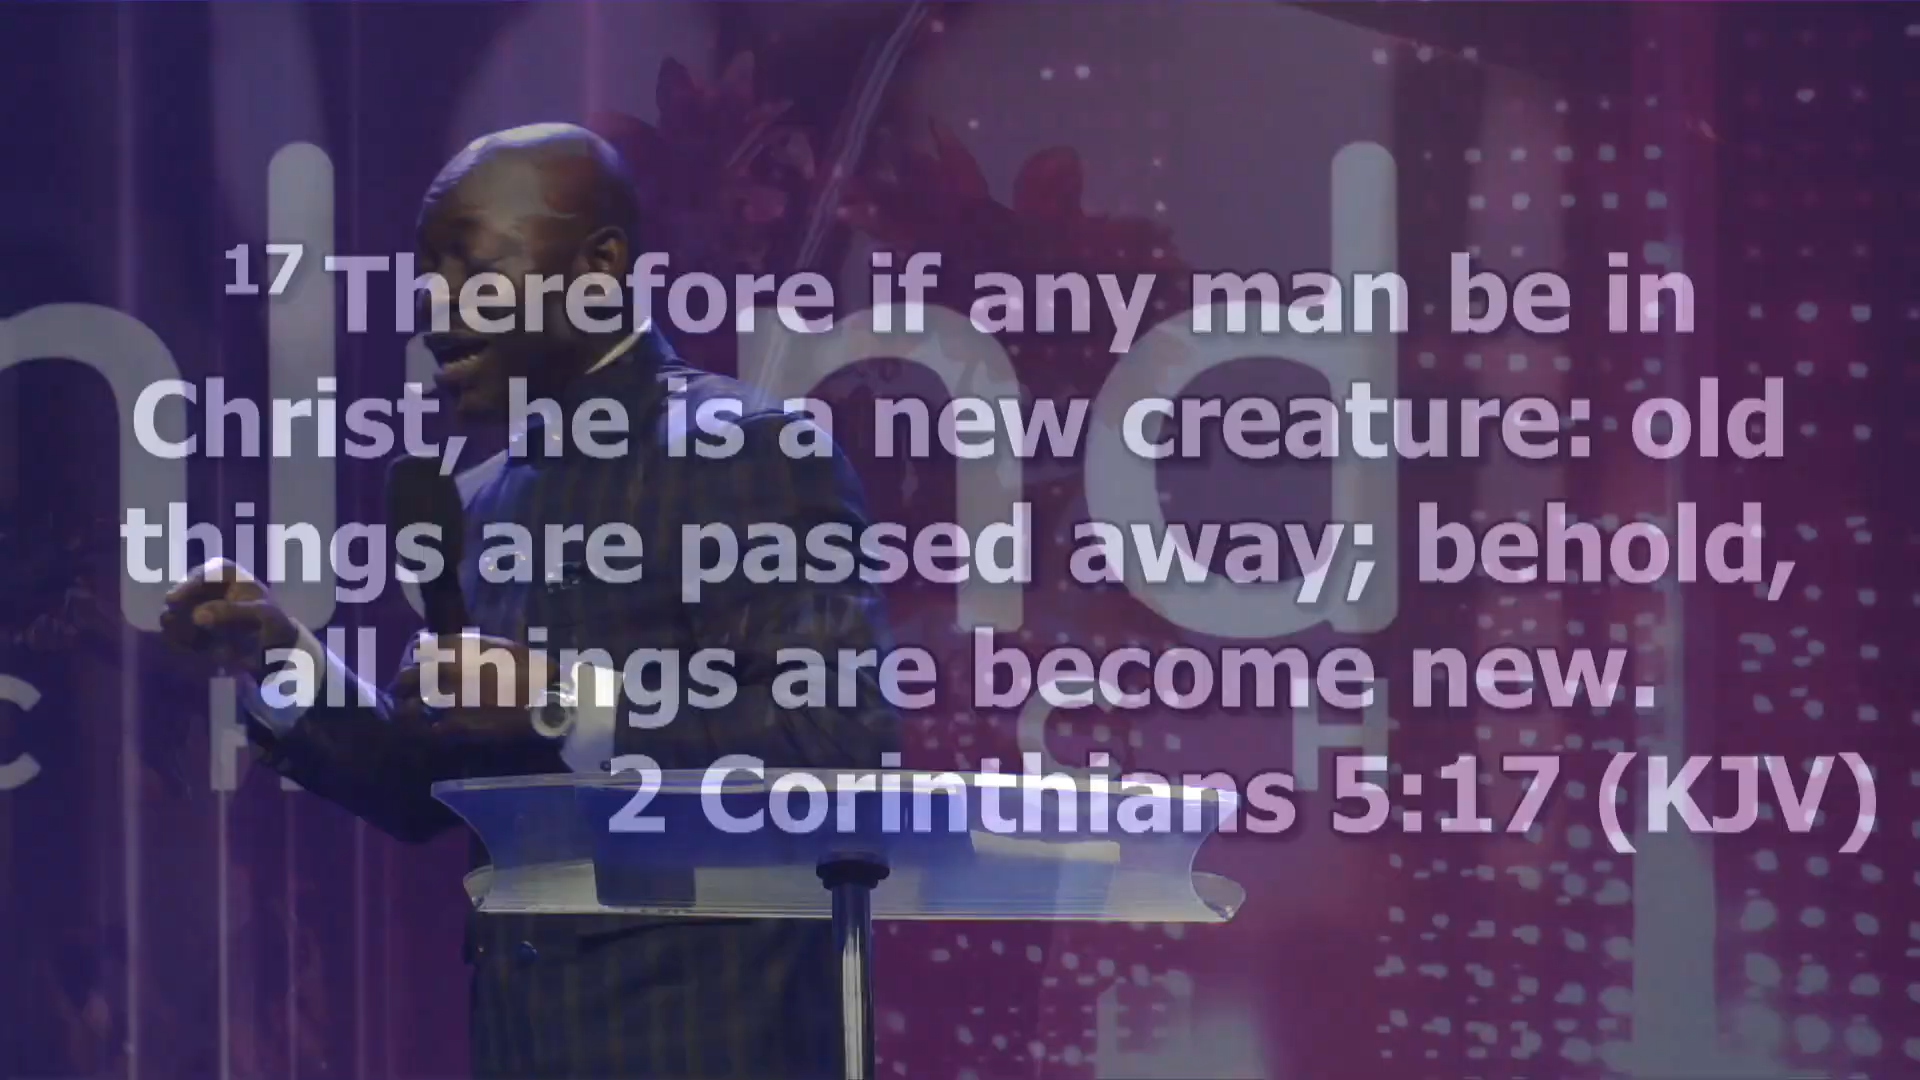 17 Therefore if any man be in
Christ, he is a new creature: old
things are passed away; behold,
all things are become new.
2 Corinthians 5:17 (KJV)